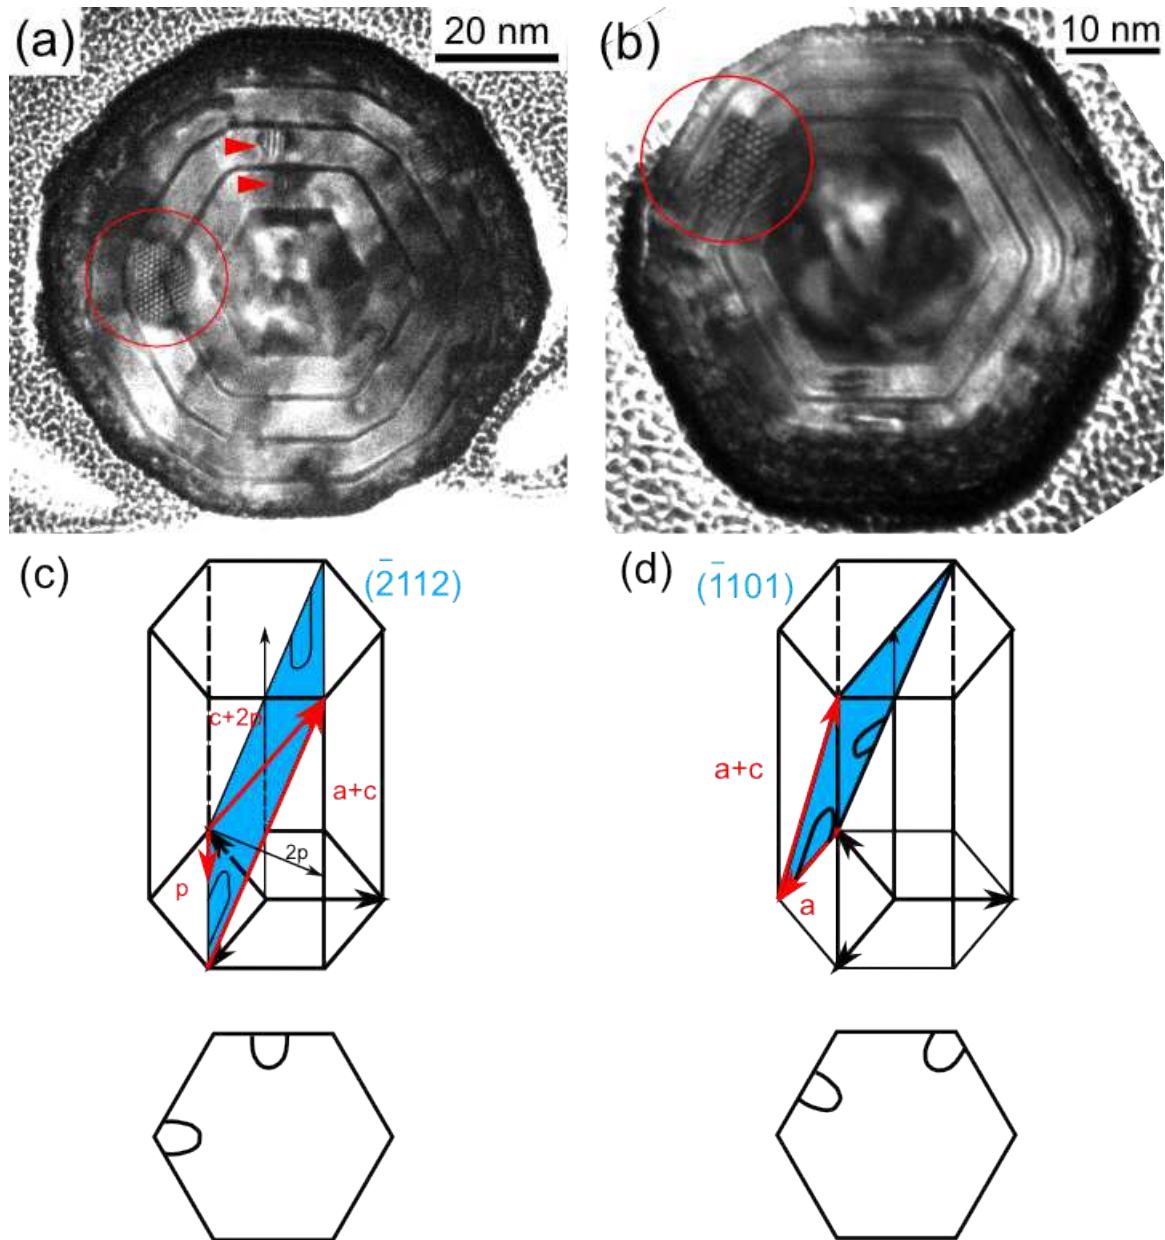 (a)
20 nm
(b)
10 nm
(c)
(2̄112)
c+2p
a+c
2p
p
(d)
(1̄101)
a+c
a